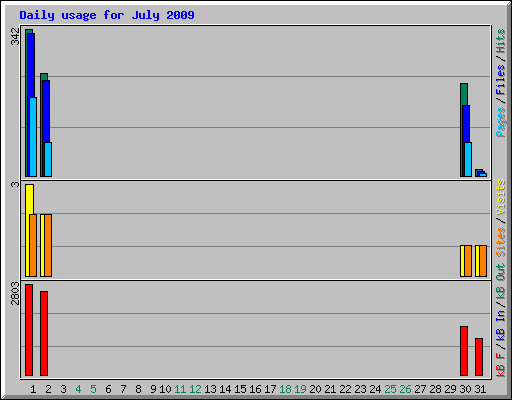 Daily usage for July 2009
342
Pages / Files / Hits
3
Sites / Visits
2803
kB F / kB In / kB Out
1 2 3 4 5 6 7 8 9 10 11 12 13 14 15 16 17 18 19 20 21 22 23 24 25 26 27 28 29 30 31